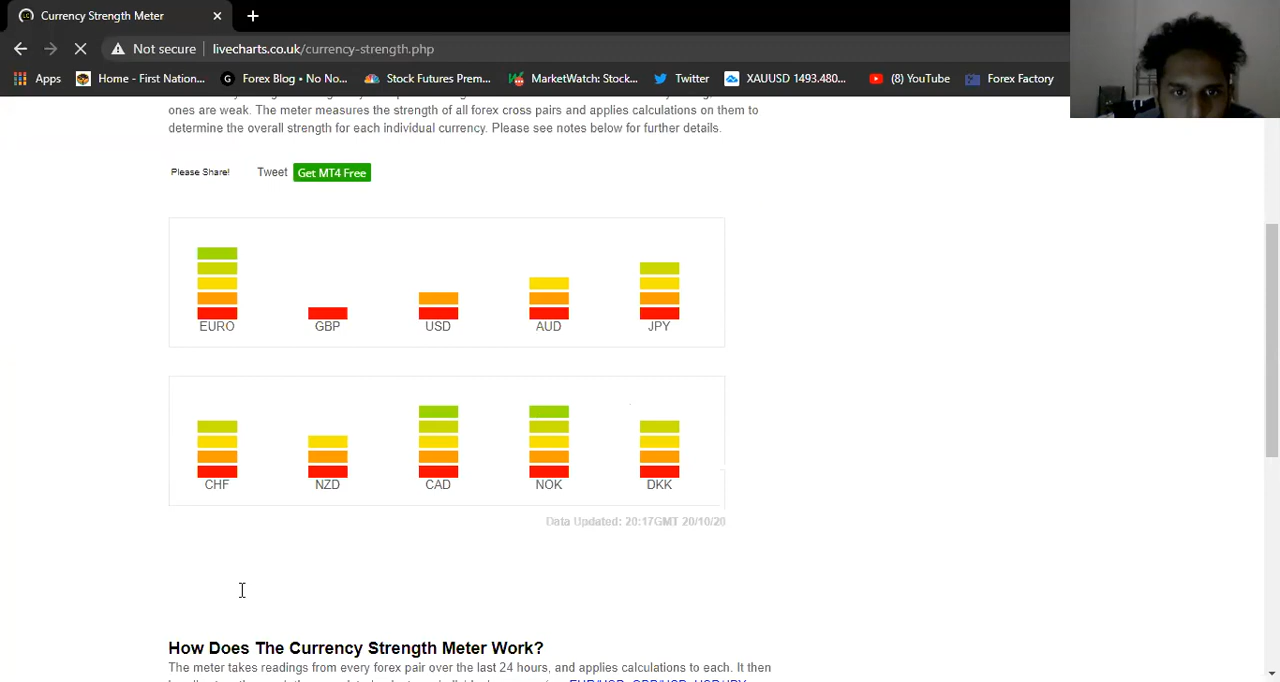 Currency Strength Meter
Not secure
livecharts.co.uk/currency-strength.php
Apps
Home - First Nation...
Forex Blog • No No...
Stock Futures Prem...
MarketWatch: Stock...
Twitter
XAUUSD 1493.480...
(8) YouTube
Forex Factory
ones are weak. The meter measures the strength of all forex cross pairs and applies calculations on them to
determine the overall strength for each individual currency. Please see notes below for further details.
Please Share!
Tweet
Get MT4 Free
EURO GBP USD AUD JPY
CHF NZD CAD NOK DKK
Data Updated: 20:17GMT 20/10/20
How Does The Currency Strength Meter Work?
The meter takes readings from every forex pair over the last 24 hours, and applies calculations to each. It then